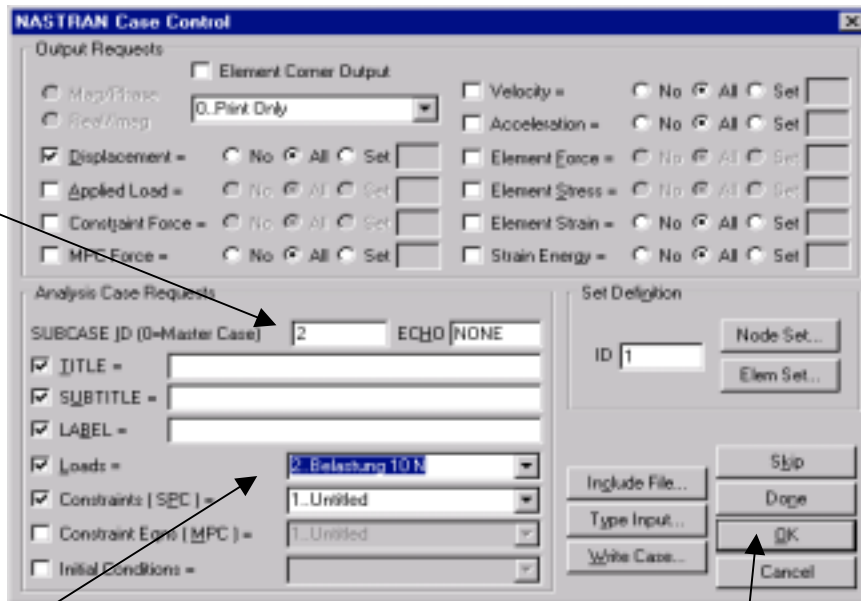 NASTRAN Case Control
Output Requests
Element Corner Output
Mag/Phase
Real/Imag
0..Print Only
Displacement = No All Set
Applied Load = No All Set
Constraint Force = No All Set
MPC Force = No All Set
Velocity = No All Set
Acceleration = No All Set
Element Force = No All Set
Element Stress = No All Set
Element Strain = No All Set
Strain Energy = No All Set
Analysis Case Requests
SUBCASE ID (0=Master Case) 2 ECHO NONE
TITLE =
SUBTITLE =
LABEL =
Loads = 2..Belastung 10 N
Constraints ( SPC ) = 1..Untitled
Constraint Eqns ( MPC ) = 1..Untitled
Initial Conditions =
Set Definition
ID 1
Node Set...
Elem Set...
Include File...
Type Input...
Write Case...
Skip
Done
OK
Cancel